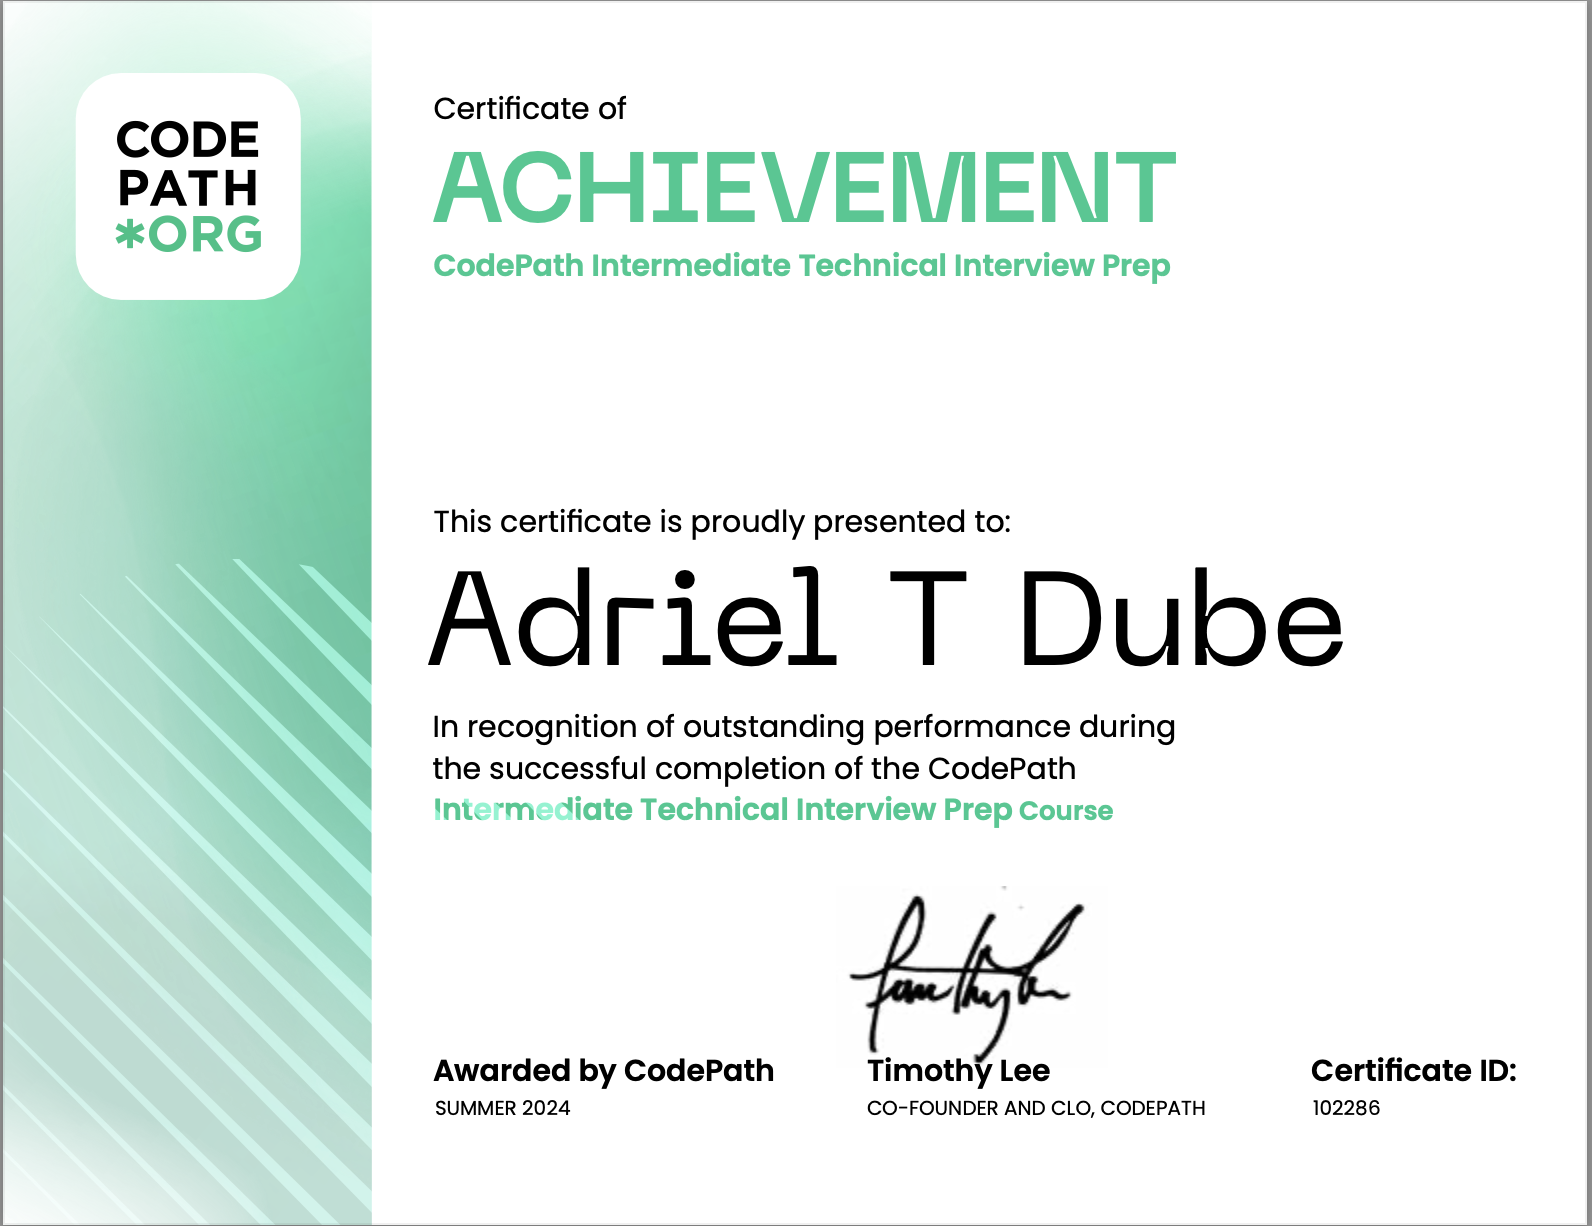 CODE
PATH
*ORG
Certificate of
ACHIEVEMENT
CodePath Intermediate Technical Interview Prep
This certificate is proudly presented to:
Adriel T Dube
In recognition of outstanding performance during
the successful completion of the CodePath
Intermediate Technical Interview Prep Course
Awarded by CodePath
SUMMER 2024
Timothy Lee
CO-FOUNDER AND CLO, CODEPATH
Certificate ID:
102286